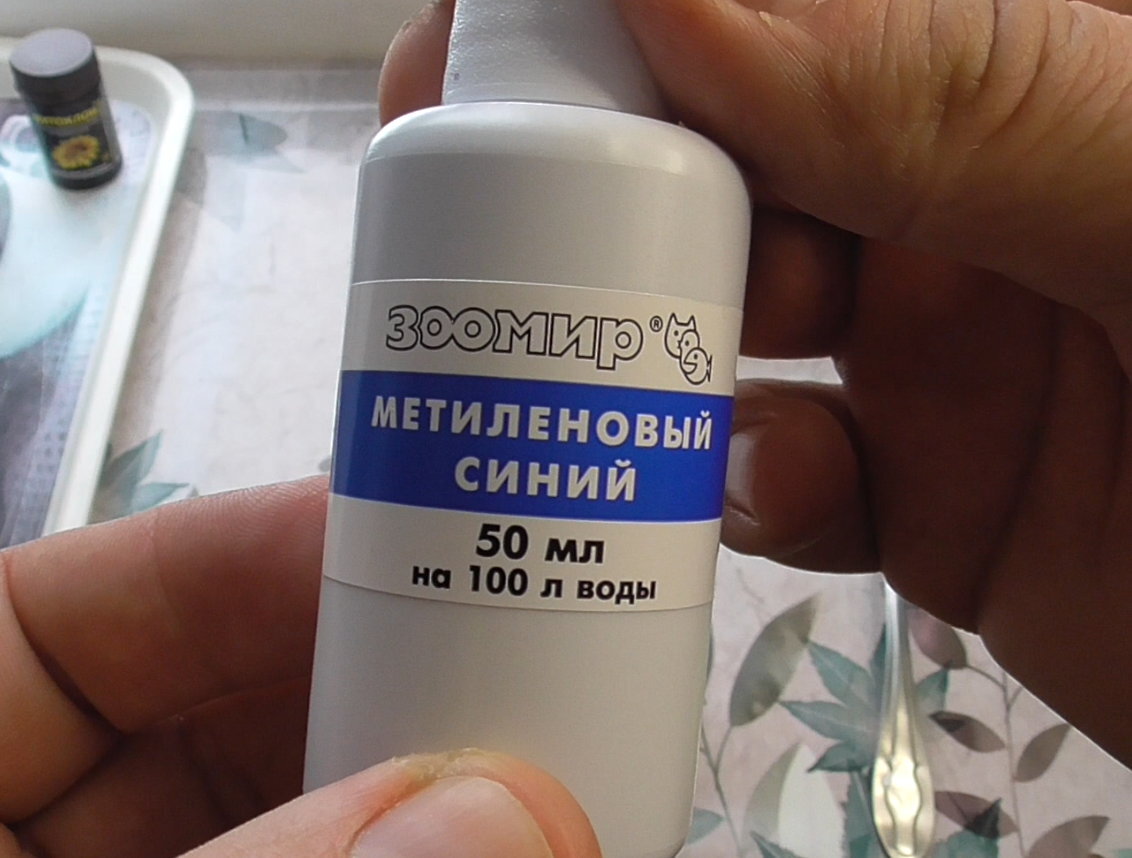 ЗООМИР®
МЕТИЛЕНОВЫЙ
СИНИЙ
50 мл
на 100 л воды